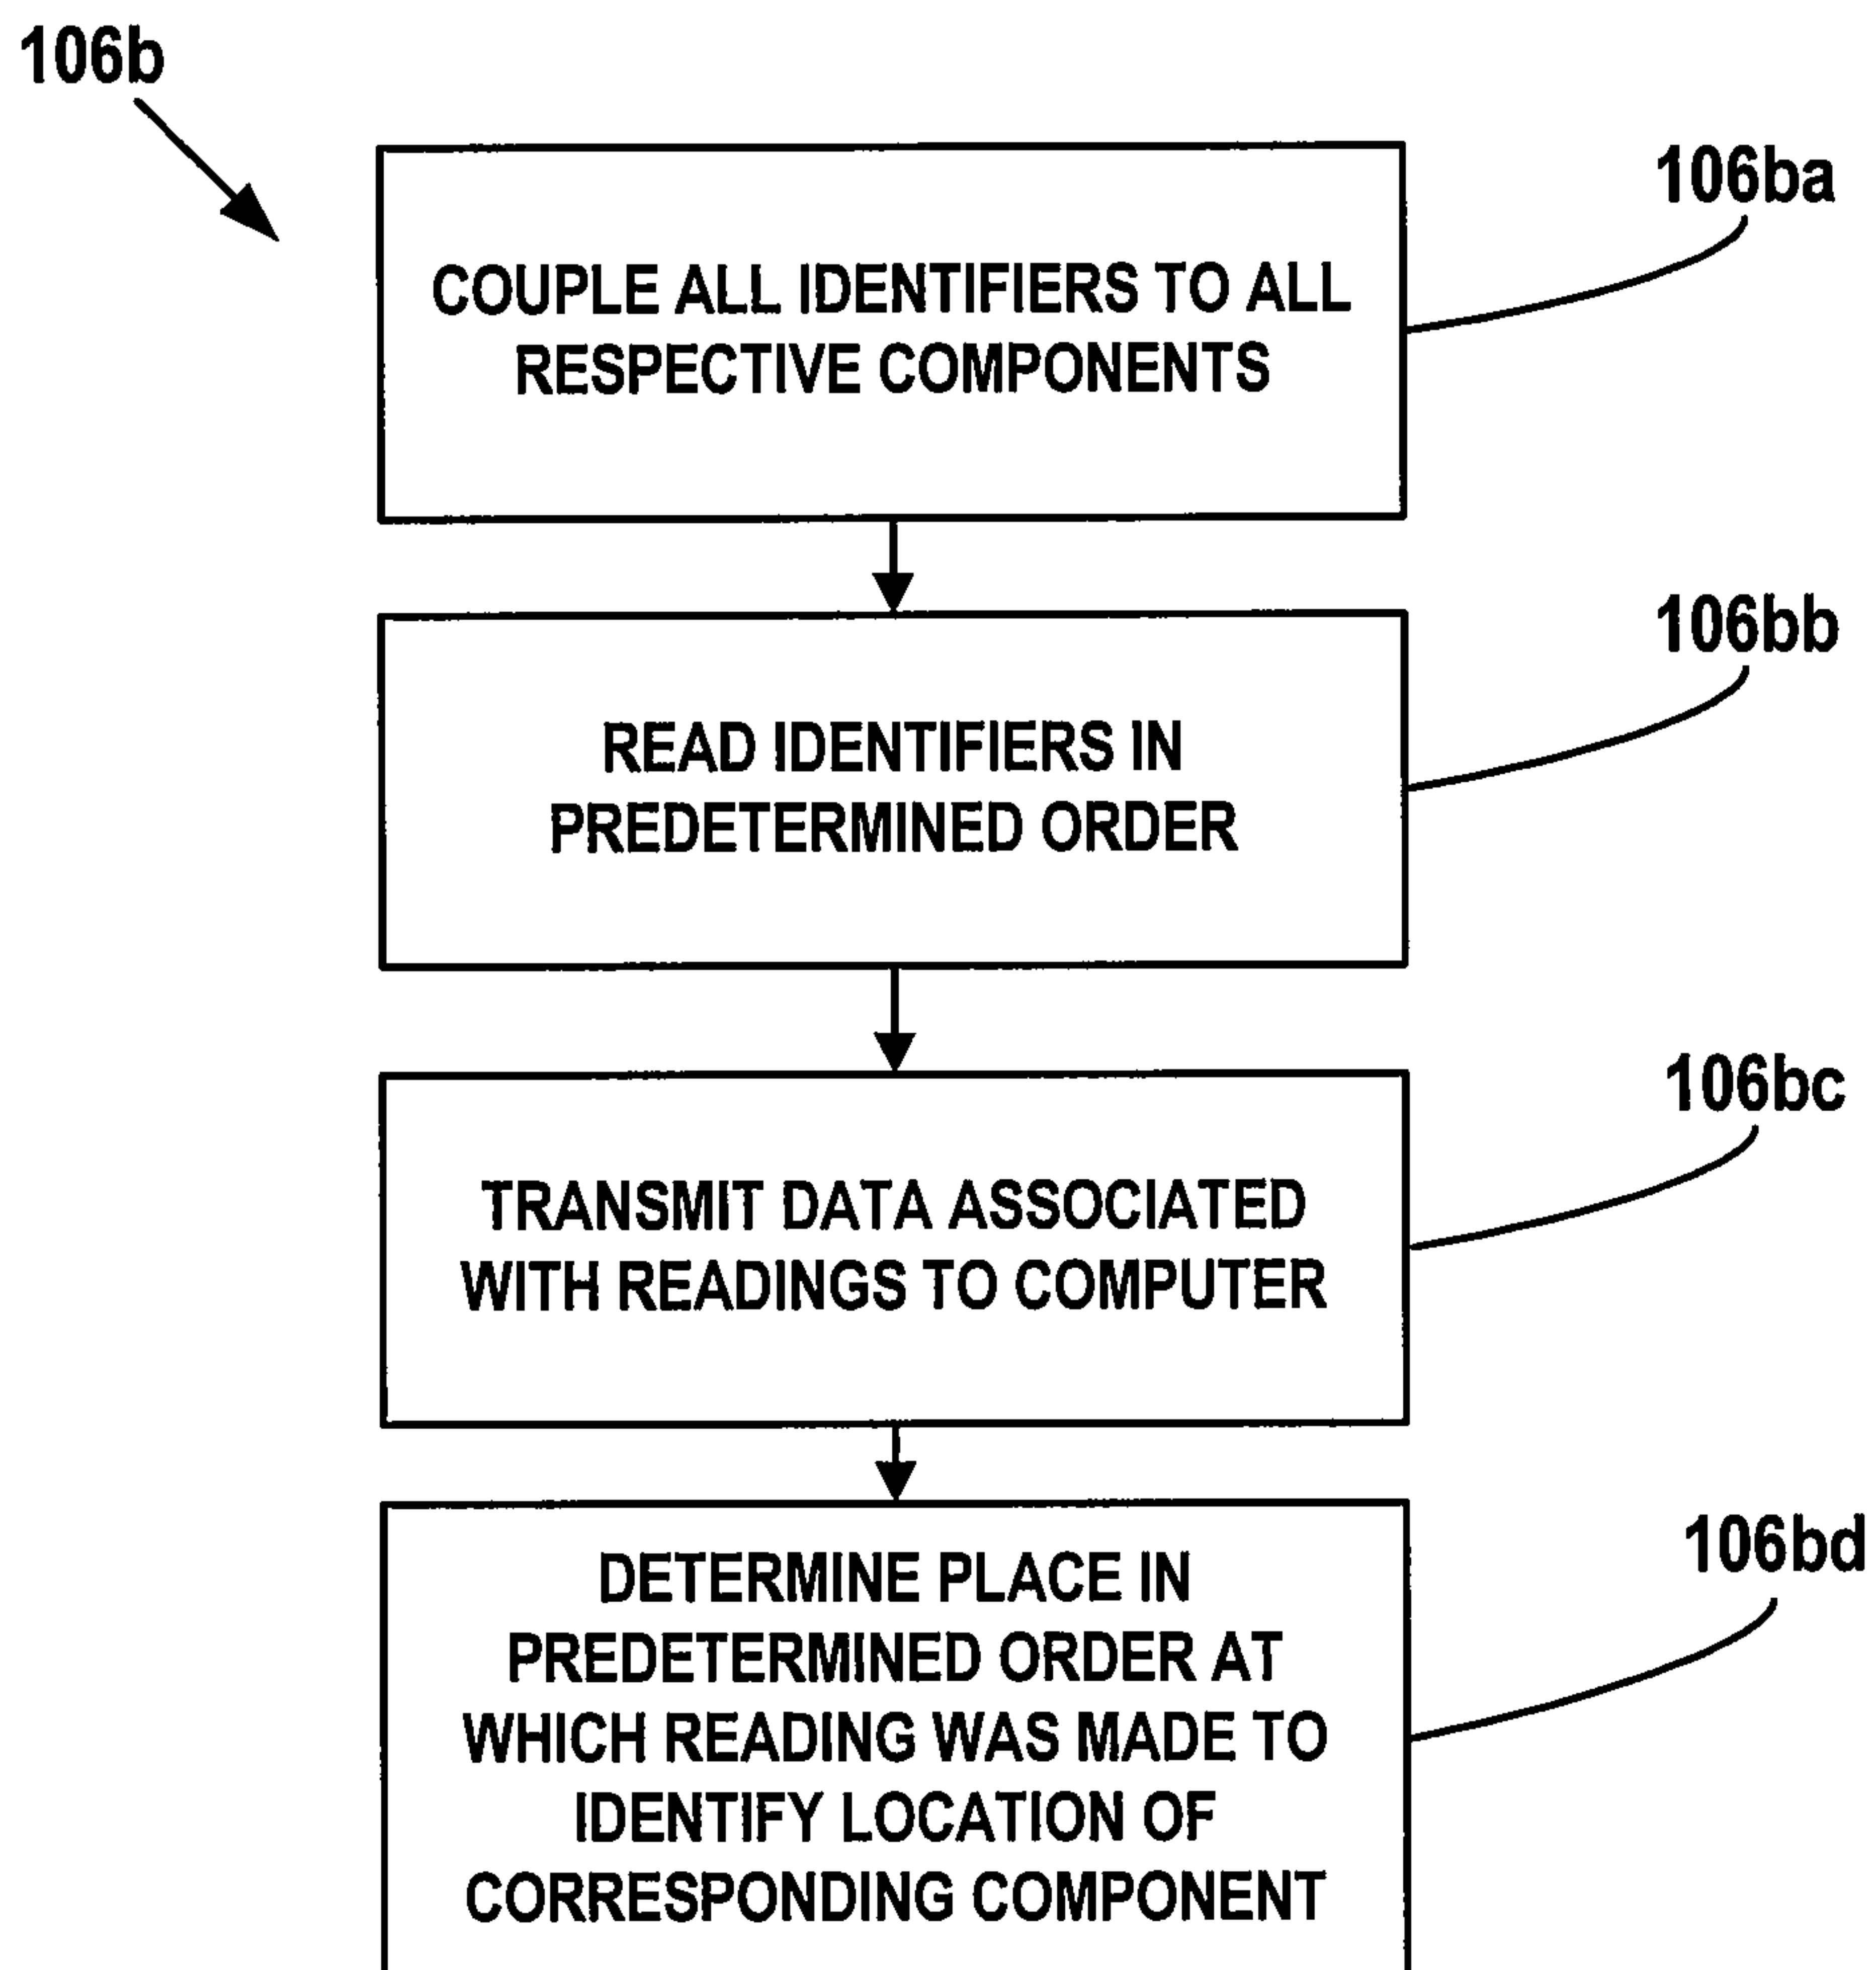 106b
106ba
COUPLE ALL IDENTIFIERS TO ALL
RESPECTIVE COMPONENTS
106bb
READ IDENTIFIERS IN
PREDETERMINED ORDER
106bc
TRANSMIT DATA ASSOCIATED
WITH READINGS TO COMPUTER
106bd
DETERMINE PLACE IN
PREDETERMINED ORDER AT
WHICH READING WAS MADE TO
IDENTIFY LOCATION OF
CORRESPONDING COMPONENT